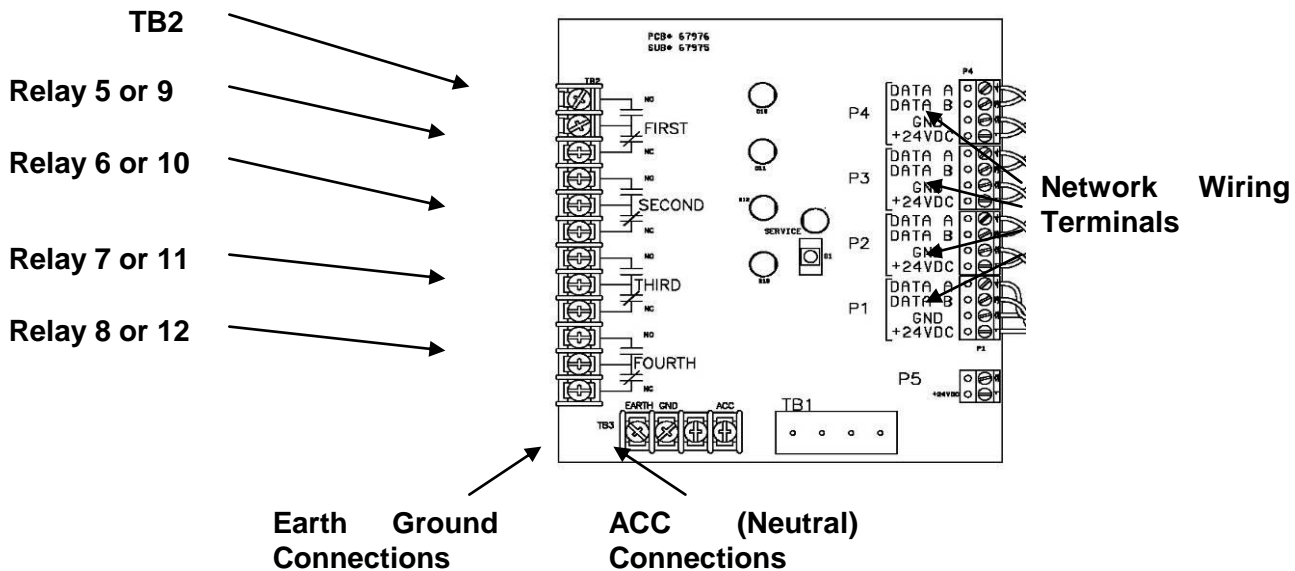 TB2
Relay 5 or 9
Relay 6 or 10
Relay 7 or 11
Relay 8 or 12
PCB# 67976
SUB# 67975
TB2
NO
FIRST
NC
NO
SECOND
NC
NO
THIRD
NC
NO
FOURTH
NC
SERVICE
S1
P4
P4
DATA A
DATA B
GND
+24VDC
P3
DATA A
DATA B
GND
+24VDC
P2
DATA A
DATA B
GND
+24VDC
P1
DATA A
DATA B
GND
+24VDC
P1
P5
+24VDC
Network Wiring
Terminals
EARTH GND ACC
TB3
TB1
Earth Ground
Connections
ACC (Neutral)
Connections